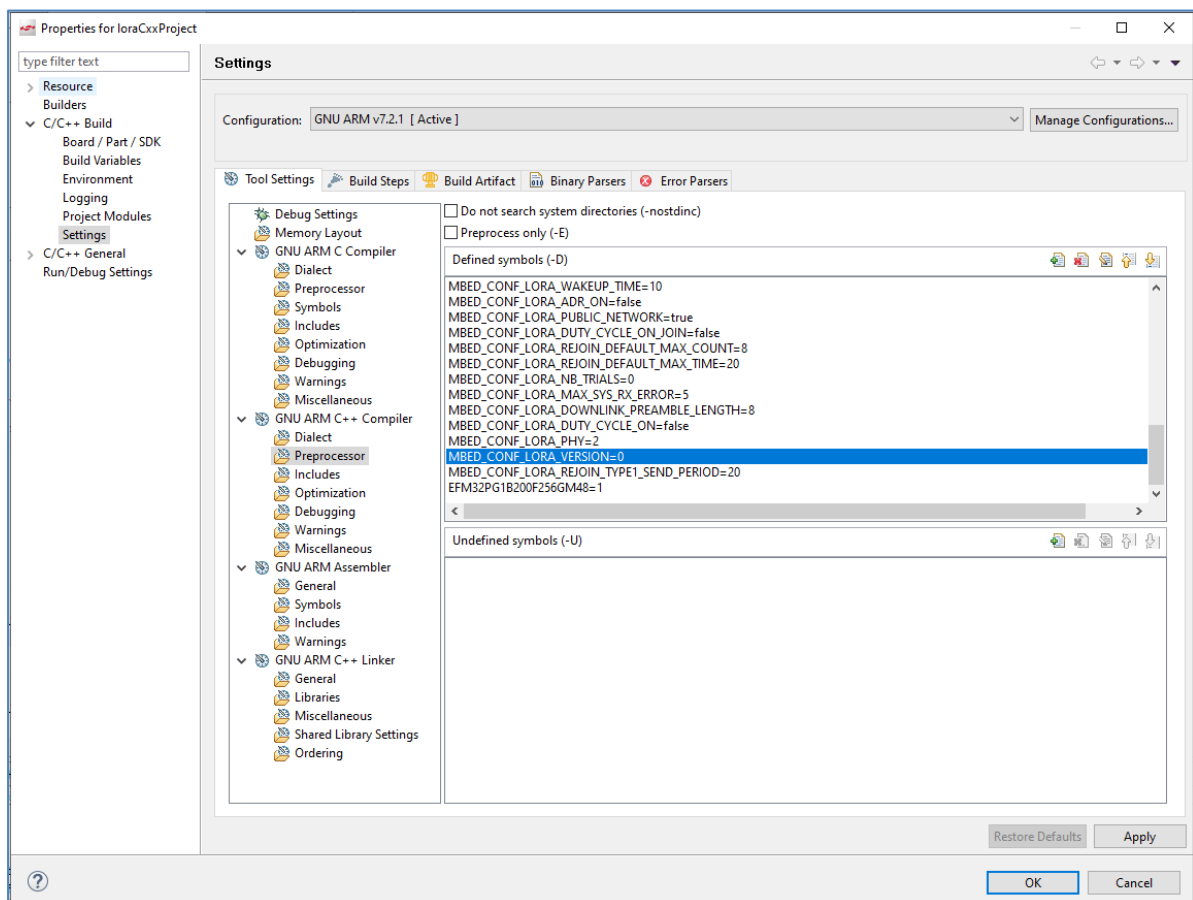 Properties for loraCxxProject
type filter text
Resource
Builders
C/C++ Build
Board / Part / SDK
Build Variables
Environment
Logging
Project Modules
Settings
C/C++ General
Run/Debug Settings
Settings
Configuration: GNU ARM v7.2.1 [ Active ] Manage Configurations...
Tool Settings Build Steps Build Artifact Binary Parsers Error Parsers
Debug Settings
Memory Layout
GNU ARM C Compiler
Dialect
Preprocessor
Symbols
Includes
Optimization
Debugging
Warnings
Miscellaneous
GNU ARM C++ Compiler
Dialect
Preprocessor
Includes
Optimization
Debugging
Warnings
Miscellaneous
GNU ARM Assembler
General
Symbols
Includes
Warnings
GNU ARM C++ Linker
General
Libraries
Miscellaneous
Shared Library Settings
Ordering
Do not search system directories (-nostdinc)
Preprocess only (-E)
Defined symbols (-D)
MBED_CONF_LORA_WAKEUP_TIME=10
MBED_CONF_LORA_ADR_ON=false
MBED_CONF_LORA_PUBLIC_NETWORK=true
MBED_CONF_LORA_DUTY_CYCLE_ON_JOIN=false
MBED_CONF_LORA_REJOIN_DEFAULT_MAX_COUNT=8
MBED_CONF_LORA_REJOIN_DEFAULT_MAX_TIME=20
MBED_CONF_LORA_NB_TRIALS=0
MBED_CONF_LORA_MAX_SYS_RX_ERROR=5
MBED_CONF_LORA_DOWNLINK_PREAMBLE_LENGTH=8
MBED_CONF_LORA_DUTY_CYCLE_ON=false
MBED_CONF_LORA_PHY=2
MBED_CONF_LORA_VERSION=0
MBED_CONF_LORA_REJOIN_TYPE1_SEND_PERIOD=20
EFM32PG1B200F256GM48=1
Undefined symbols (-U)
Restore Defaults Apply
OK Cancel